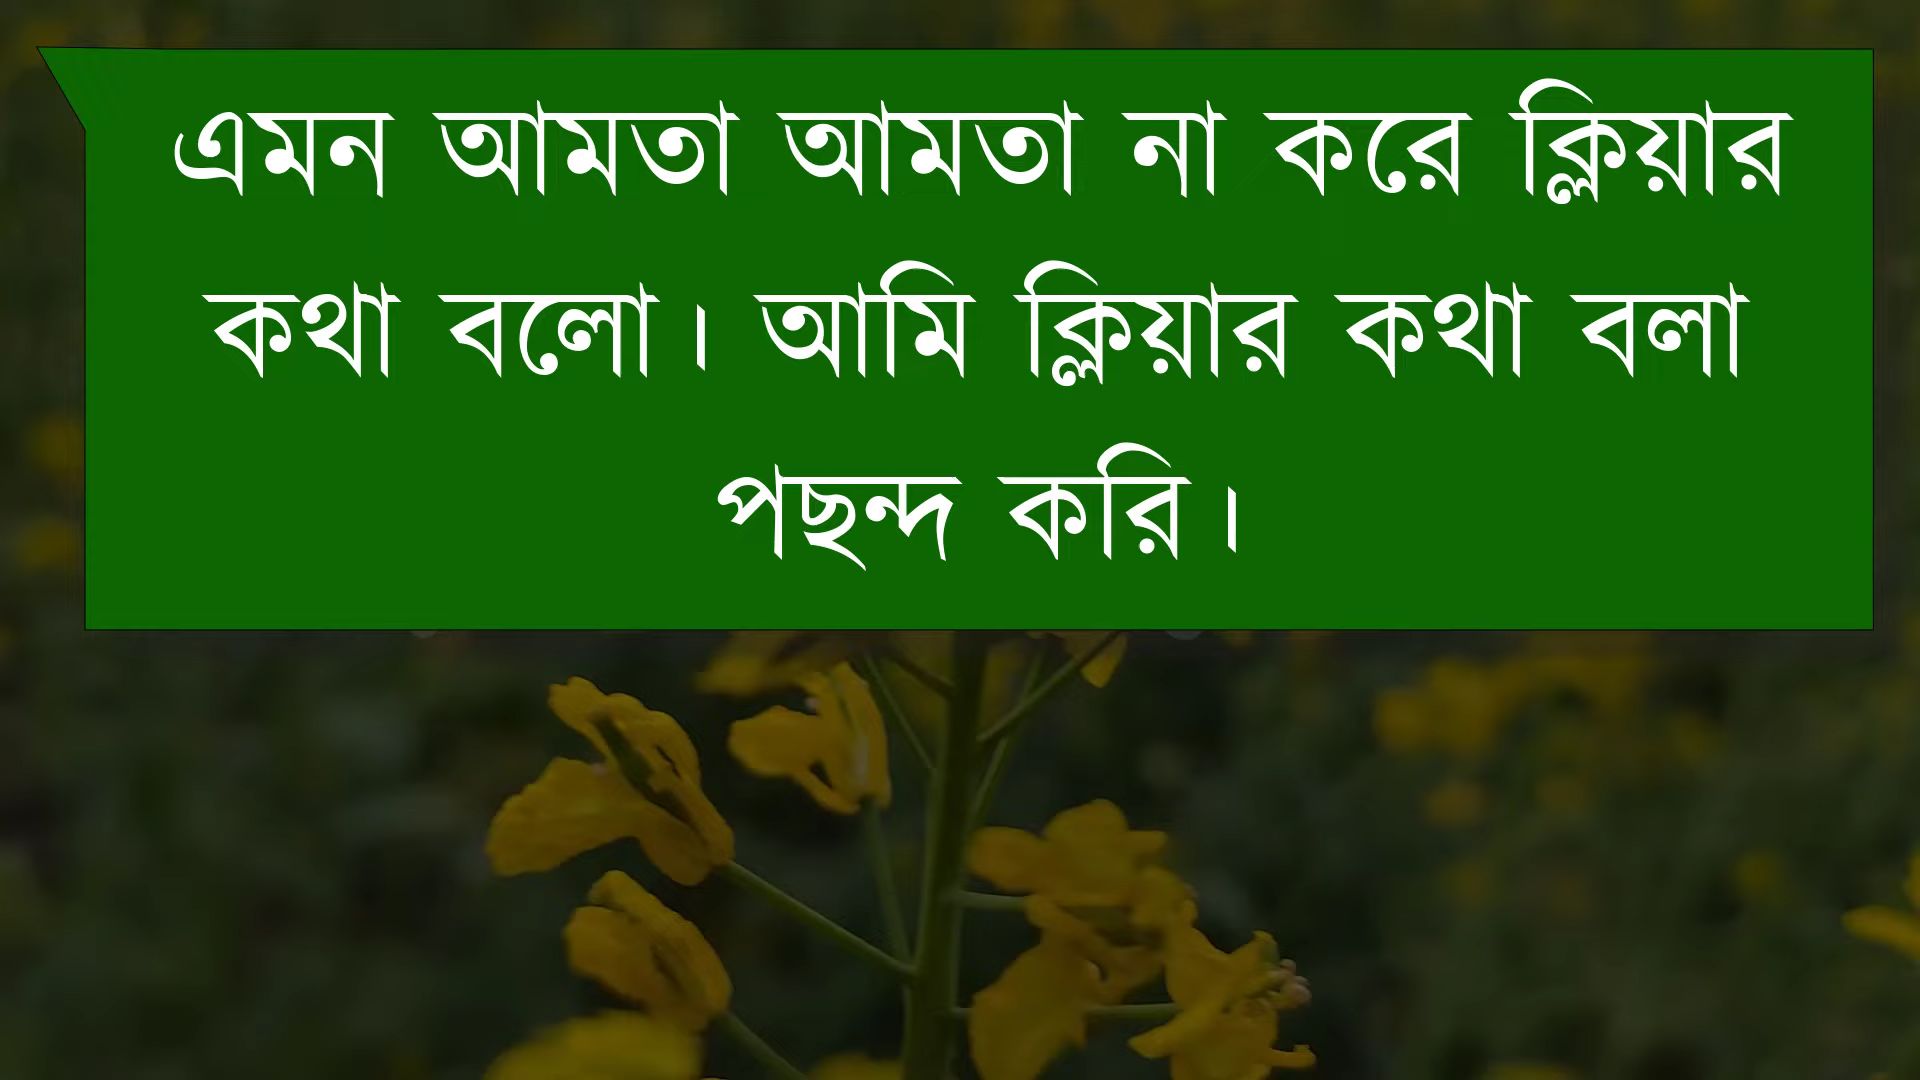 এমন আমতা আমতা না করে ক্লিয়ার
কথা বলো। আমি ক্লিয়ার কথা বলা
পছন্দ করি।